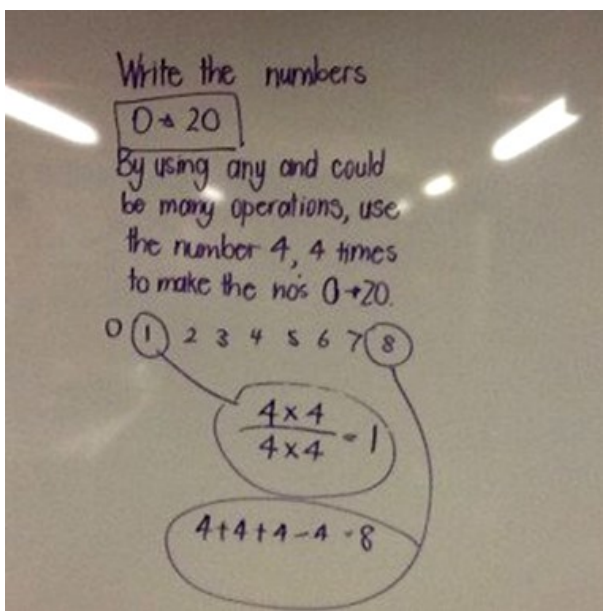 Write the numbers
0 → 20
By using any and could
be many operations, use
the number 4, 4 times
to make the no's 0→20.
0 1 2 3 4 5 6 7 8
4 x 4
4 x 4 = 1
4+4+4-4=8